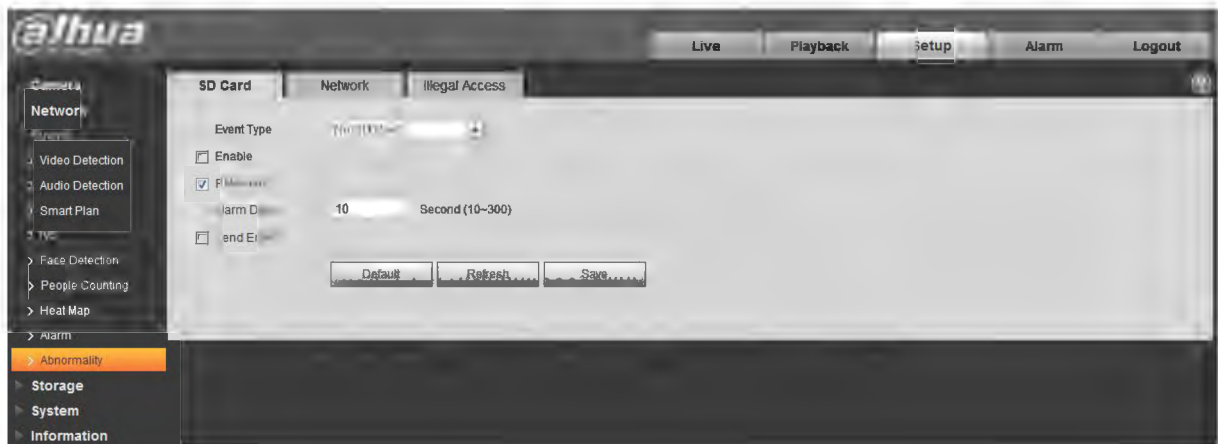 alhua
Live Playback Setup Alarm Logout
Camera
Network
Video Detection
Audio Detection
Smart Plan
Face Detection
People Counting
Heat Map
Alarm
Abnormality
Storage
System
Information
SD Card Network Illegal Access
Event Type
Enable
10 Second (10~300)
Default Refresh Save